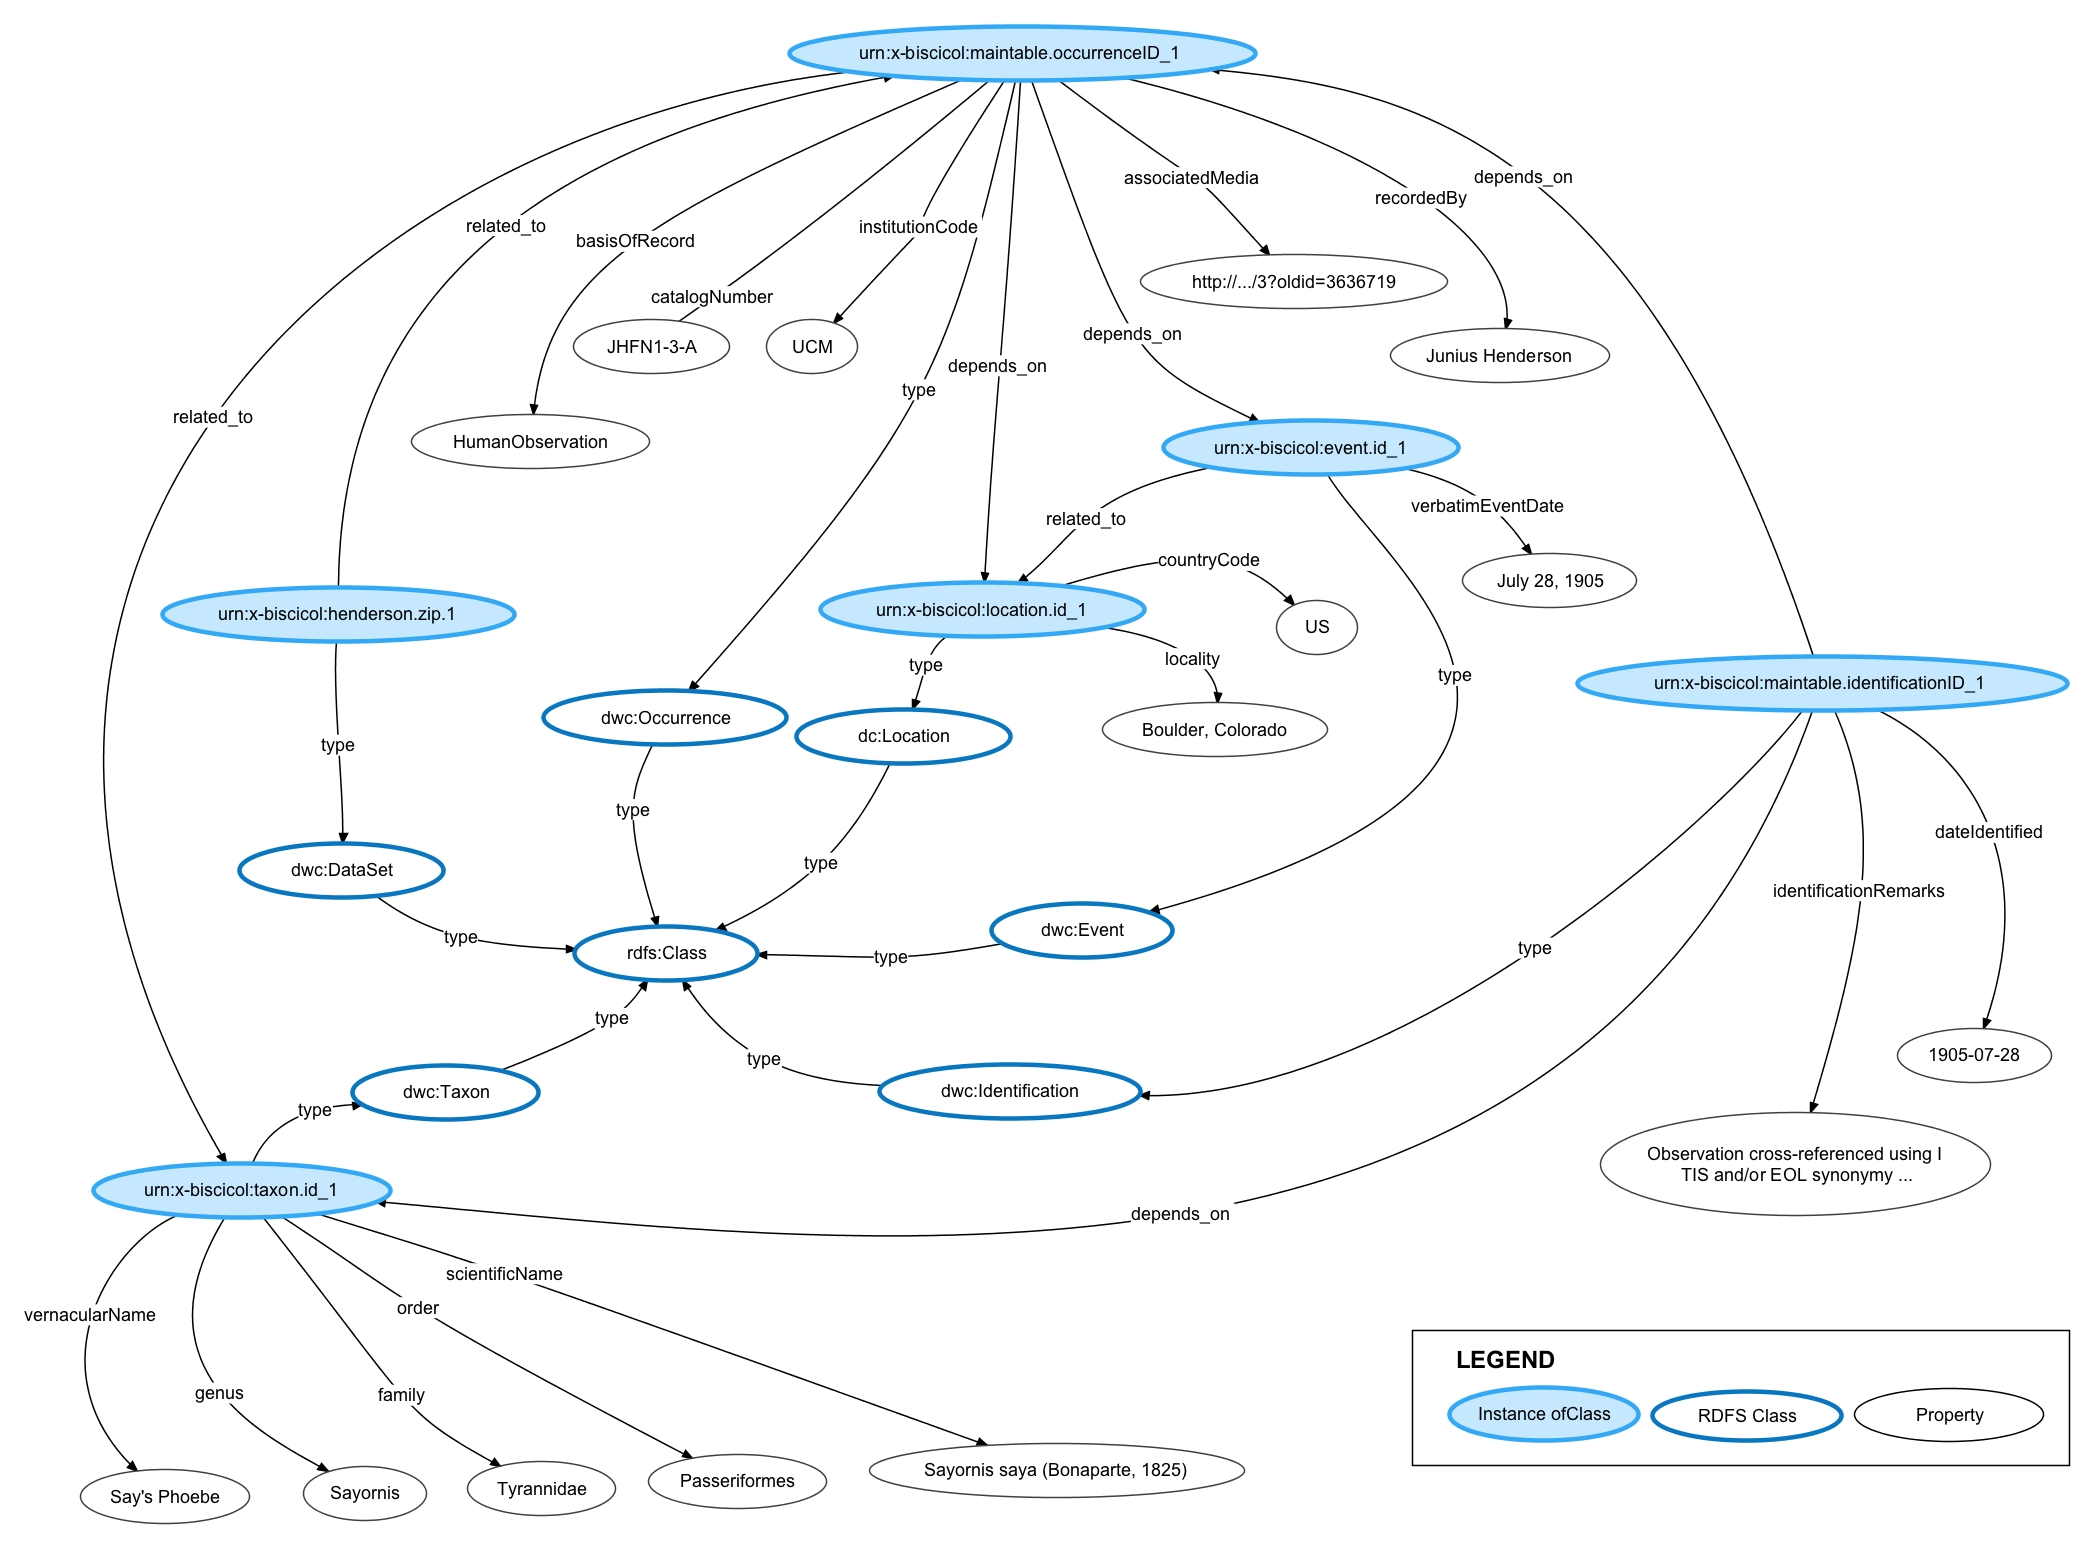 urn:x-biscicol:maintable.occurrenceID_1
associatedMedia
depends_on
recordedBy
related_to
institutionCode
basisOfRecord
http://.../3?oldid=3636719
catalogNumber
depends_on
JHFN1-3-A
UCM
Junius Henderson
depends_on
type
related_to
HumanObservation
urn:x-biscicol:event.id_1
verbatimEventDate
related_to
countryCode
July 28, 1905
urn:x-biscicol:henderson.zip.1
urn:x-biscicol:location.id_1
US
locality
type
type
urn:x-biscicol:maintable.identificationID_1
dwc:Occurrence
dc:Location
Boulder, Colorado
type
type
dateIdentified
type
dwc:DataSet
identificationRemarks
dwc:Event
type
type
rdfs:Class
type
type
type
type
1905-07-28
dwc:Taxon
dwc:Identification
type
Observation cross-referenced using I
TIS and/or EOL synonymy ...
urn:x-biscicol:taxon.id_1
depends_on
scientificName
order
vernacularName
genus
family
Say's Phoebe
Sayornis
Tyrannidae
Passeriformes
Sayornis saya (Bonaparte, 1825)
LEGEND
Instance ofClass
RDFS Class
Property